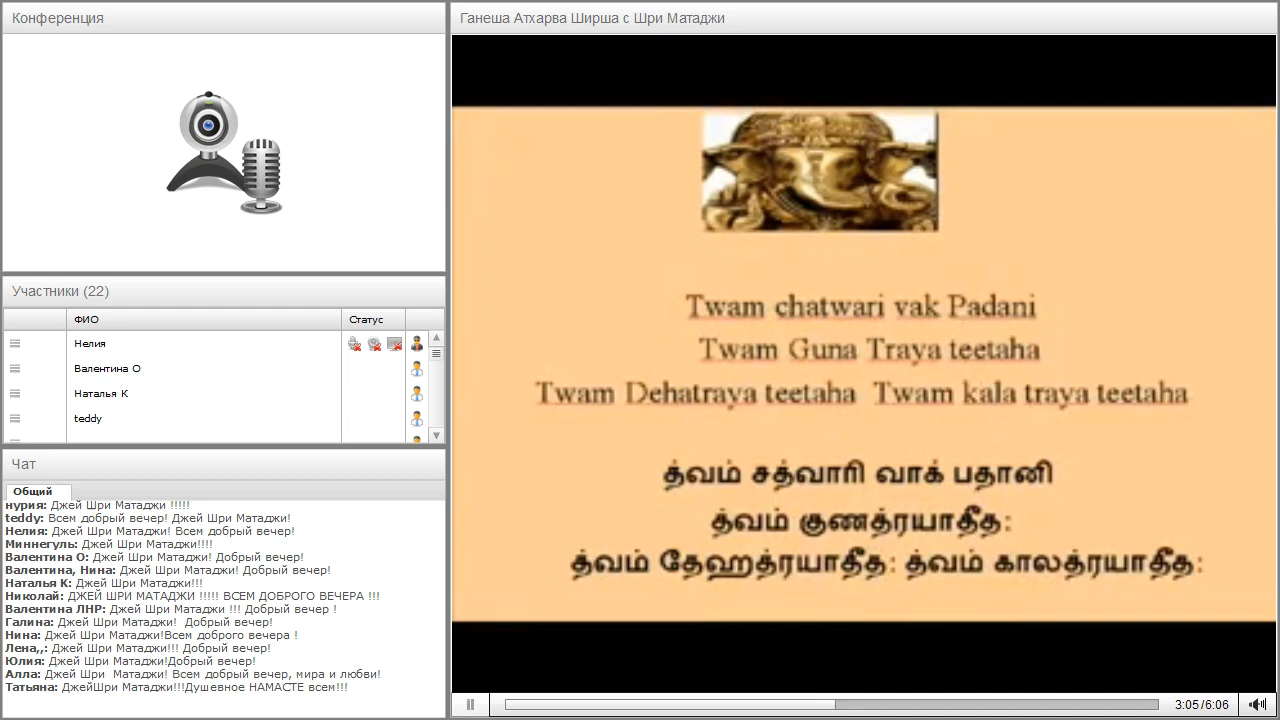 Конференция
Участники (22)
ФИО
Статус
Нелия
Валентина О
Наталья К
teddy
Чат
Общий
нурия: Джей Шри Матаджи !!!!!
teddy: Всем добрый вечер! Джей Шри Матаджи!
Нелия: Джей Шри Матаджи! Всем добрый вечер!
Миннегуль: Джей Шри Матаджи!!!!
Валентина О: Джей Шри Матаджи! Добрый вечер!
Валентина, Нина: Джей Шри Матаджи! Добрый вечер!
Наталья К: Джей Шри Матаджи!!!
Николай: ДЖЕЙ ШРИ МАТАДЖИ !!!!! ВСЕМ ДОБРОГО ВЕЧЕРА !!!
Валентина ЛНР: Джей Шри Матаджи !!! Добрый вечер !
Галина: Джей Шри Матаджи!  Добрый вечер!
Нина: Джей Шри Матаджи!Всем доброго вечера !
Лена,,: Джей Шри Матаджи!!! Добрый вечер!
Юлия: Джей Шри Матаджи!Добрый вечер!
Алла: Джей Шри  Матаджи! Всем добрый вечер, мира и любви!
Татьяна: ДжейШри Матаджи!!!Душевное НАМАСТЕ всем!!!
Ганеша Атхарва Ширша с Шри Матаджи
Twam chatwari vak Padani
Twam Guna Traya teetaha
Twam Dehatraya teetaha  Twam kala traya teetaha
த்வம் சத்வாரி வாக் பதானி
த்வம் குணத்ரயாதீத:
த்வம் தேஹத்ரயாதீத: த்வம் காலத்ரயாதீத:
3:05/6:06